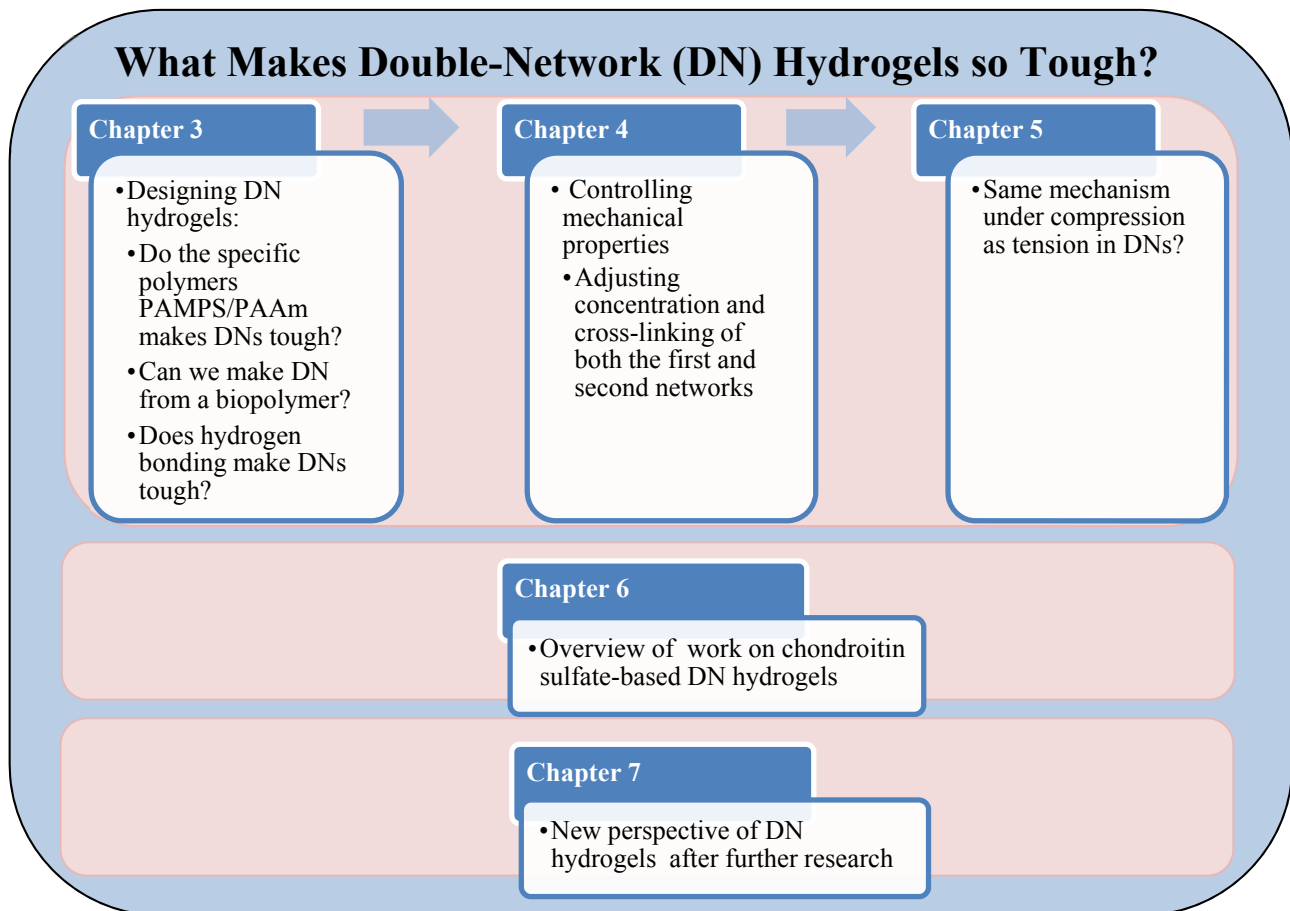 What Makes Double-Network (DN) Hydrogels so Tough?
Chapter 3
•Designing DN
hydrogels:
•Do the specific
polymers
PAMPS/PAAm
makes DNs tough?
•Can we make DN
from a biopolymer?
•Does hydrogen
bonding make DNs
tough?
Chapter 4
• Controlling
mechanical
properties
•Adjusting
concentration and
cross-linking of
both the first and
second networks
Chapter 5
•Same mechanism
under compression
as tension in DNs?
Chapter 6
•Overview of work on chondroitin
sulfate-based DN hydrogels
Chapter 7
•New perspective of DN
hydrogels after further research